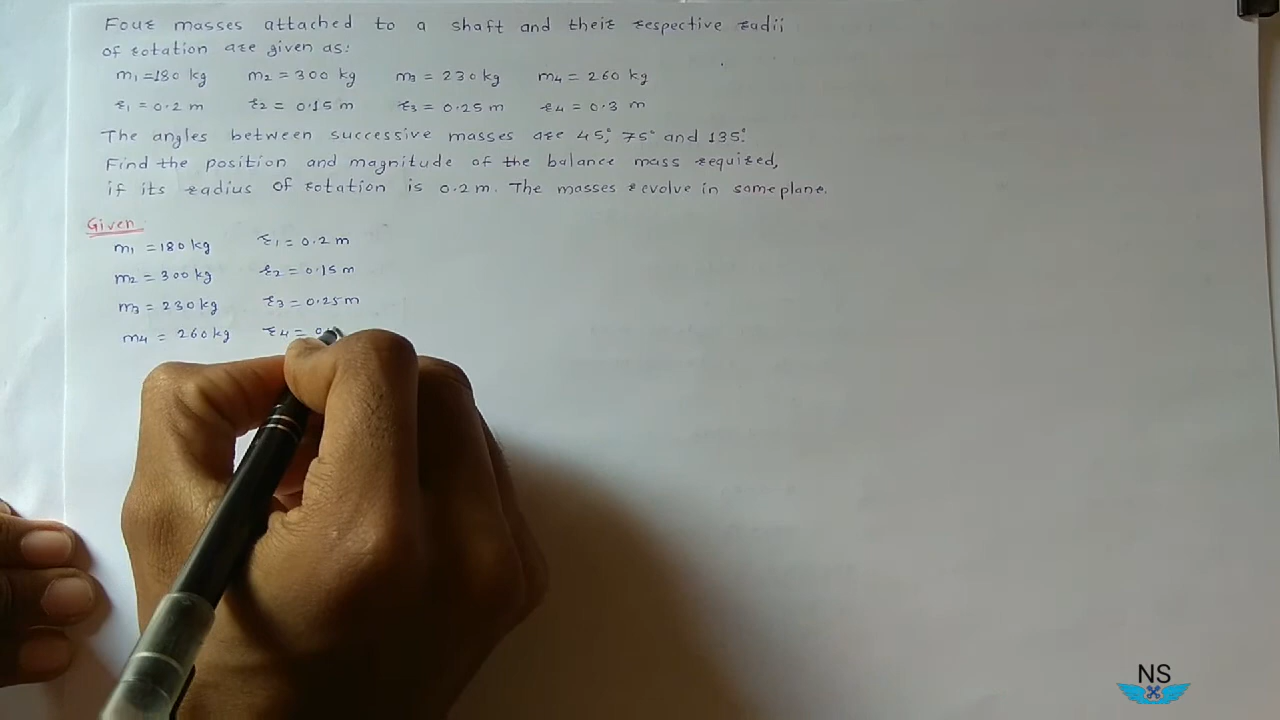 Four masses attached to a shaft and their respective radii
of rotation are given as:
m1 = 180 kg m2 = 300 kg m3 = 230 kg m4 = 260 kg
r1 = 0.2 m r2 = 0.15 m r3 = 0.25 m r4 = 0.3 m
The angles between successive masses are 45°, 75° and 135°.
Find the position and magnitude of the balance mass required,
if its radius of rotation is 0.2 m. The masses revolve in same plane.
Given
m1 = 180 kg r1 = 0.2 m
m2 = 300 kg r2 = 0.15 m
m3 = 230 kg r3 = 0.25 m
m4 = 260 kg r4 =
NS